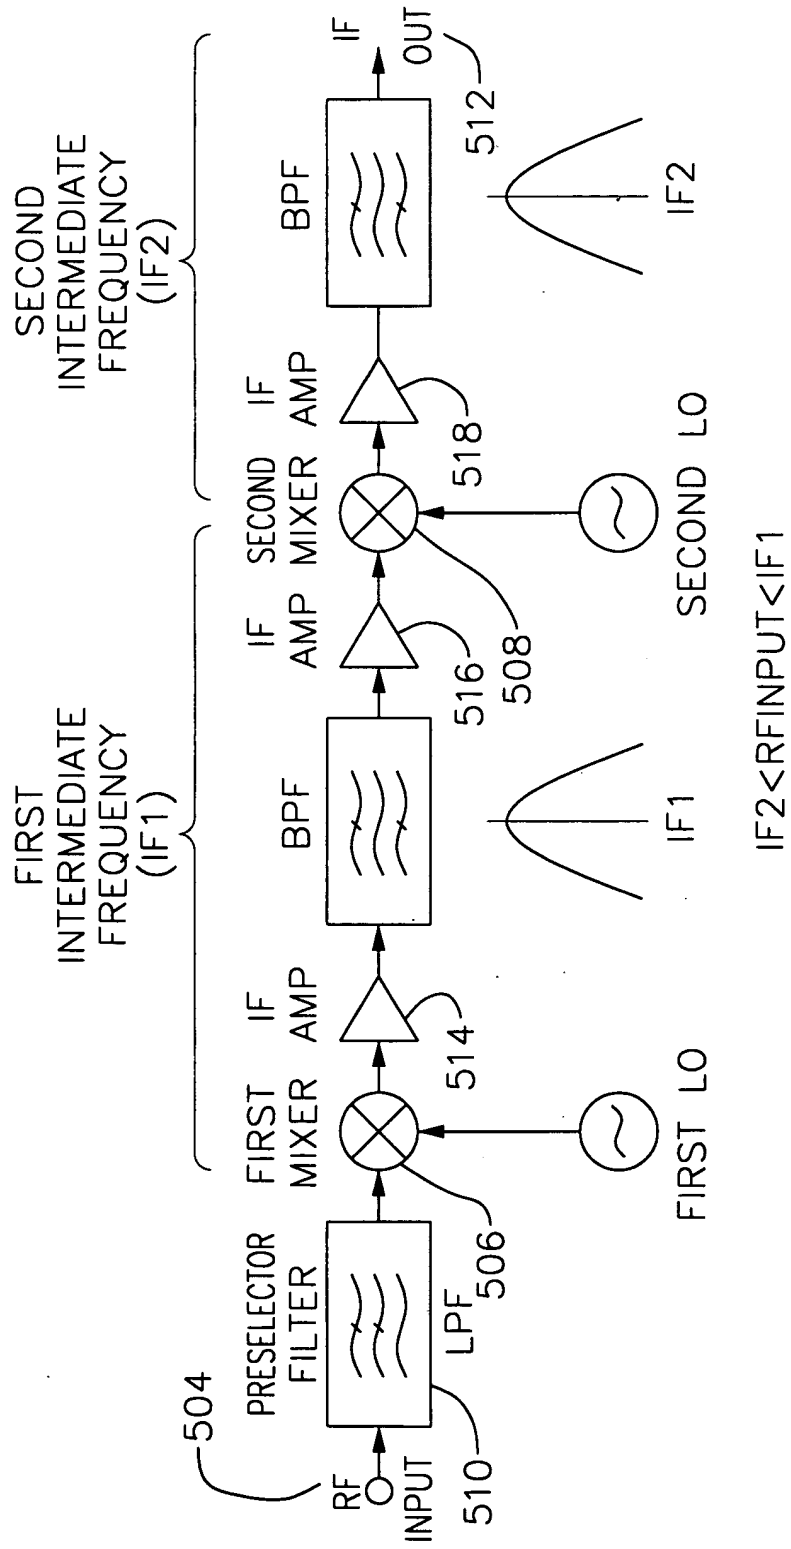 FIRST
INTERMEDIATE
FREQUENCY
(IF1)
SECOND
INTERMEDIATE
FREQUENCY
(IF2)
504
RF
INPUT
PRESELECTOR
FILTER
LPF
510
FIRST
MIXER
506
IF
AMP
514
BPF
IF
AMP
516
SECOND
MIXER
508
IF
AMP
518
BPF
IF
OUT
512
FIRST LO
IF1
SECOND LO
IF2
IF2<RFINPUT<IF1